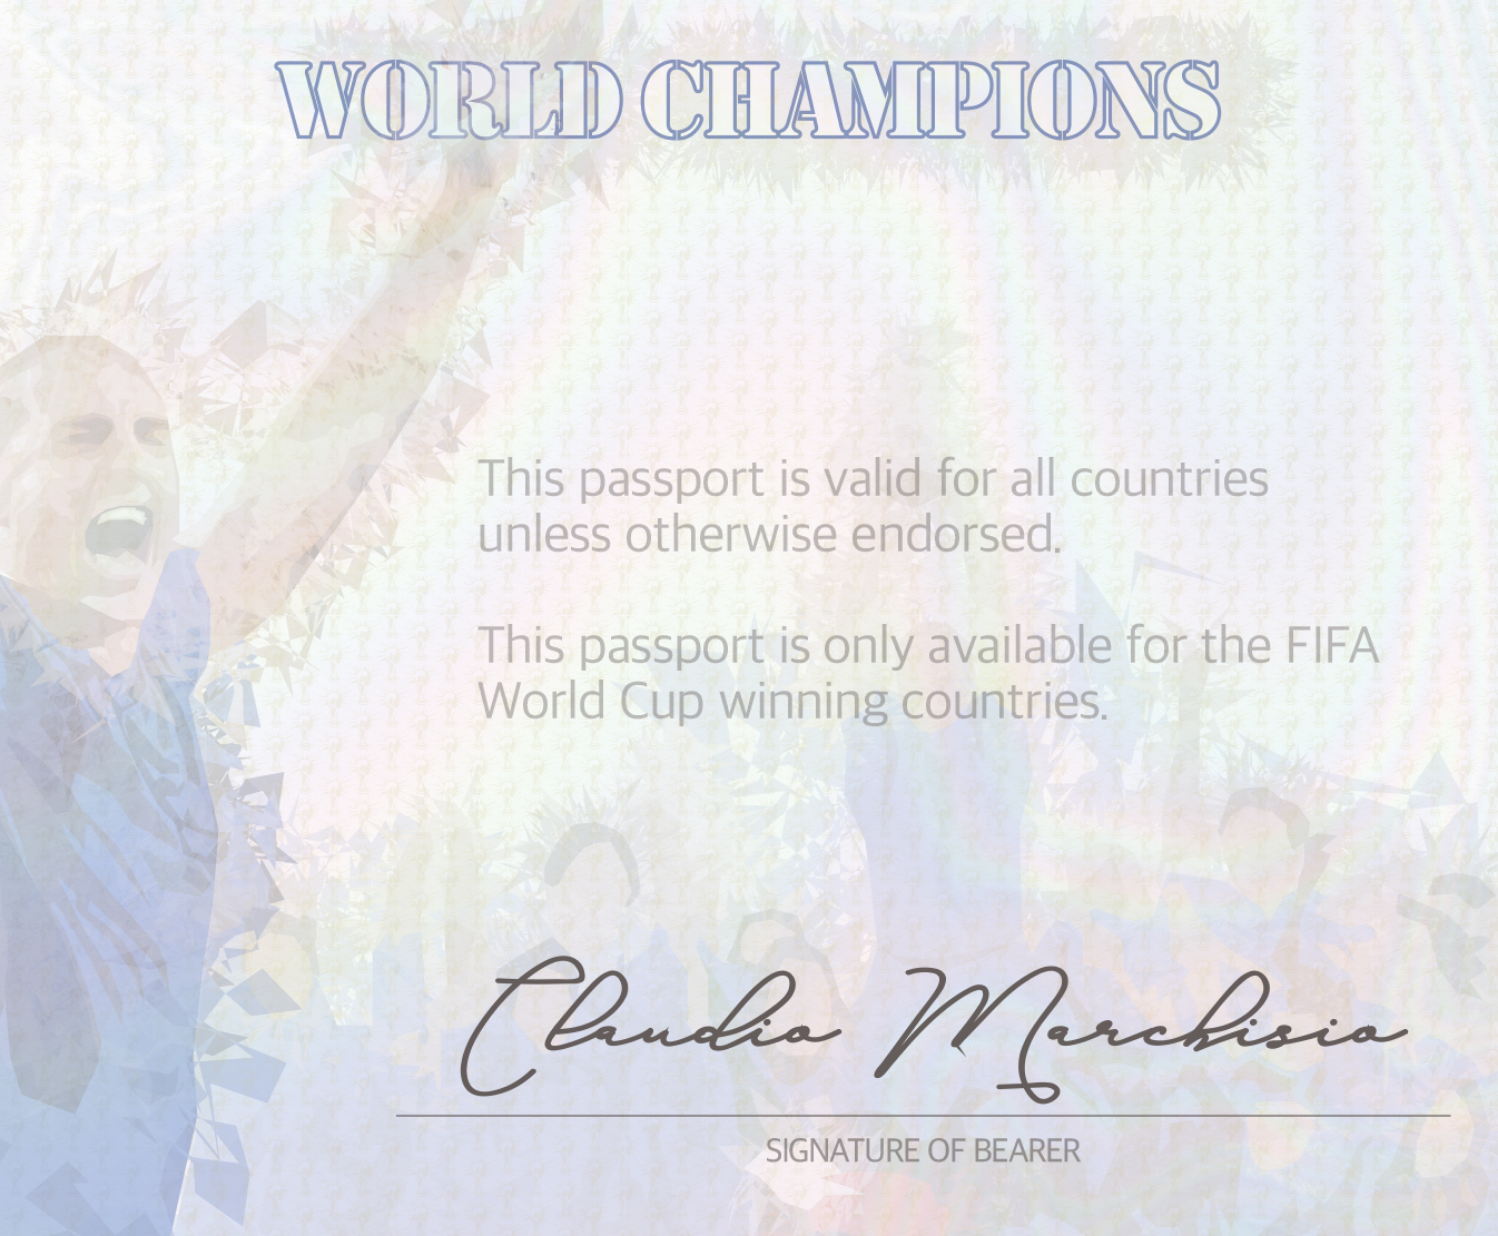 WORLD CHAMPIONS
This passport is valid for all countries
unless otherwise endorsed.
This passport is only available for the FIFA
World Cup winning countries.
Claudio Marchisio
SIGNATURE OF BEARER